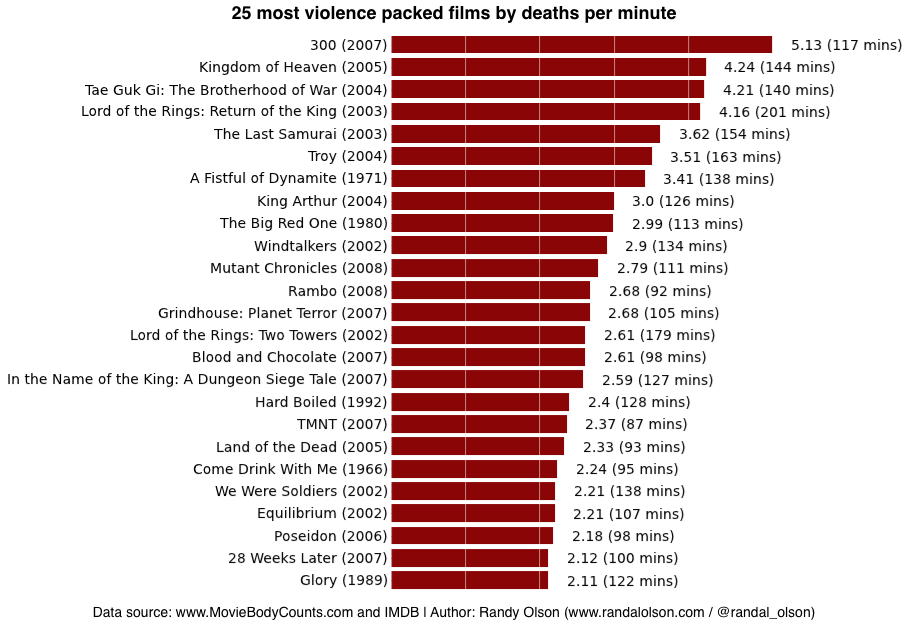 25 most violence packed films by deaths per minute
300 (2007) 5.13 (117 mins)
Kingdom of Heaven (2005) 4.24 (144 mins)
Tae Guk Gi: The Brotherhood of War (2004) 4.21 (140 mins)
Lord of the Rings: Return of the King (2003) 4.16 (201 mins)
The Last Samurai (2003) 3.62 (154 mins)
Troy (2004) 3.51 (163 mins)
A Fistful of Dynamite (1971) 3.41 (138 mins)
King Arthur (2004) 3.0 (126 mins)
The Big Red One (1980) 2.99 (113 mins)
Windtalkers (2002) 2.9 (134 mins)
Mutant Chronicles (2008) 2.79 (111 mins)
Rambo (2008) 2.68 (92 mins)
Grindhouse: Planet Terror (2007) 2.68 (105 mins)
Lord of the Rings: Two Towers (2002) 2.61 (179 mins)
Blood and Chocolate (2007) 2.61 (98 mins)
In the Name of the King: A Dungeon Siege Tale (2007) 2.59 (127 mins)
Hard Boiled (1992) 2.4 (128 mins)
TMNT (2007) 2.37 (87 mins)
Land of the Dead (2005) 2.33 (93 mins)
Come Drink With Me (1966) 2.24 (95 mins)
We Were Soldiers (2002) 2.21 (138 mins)
Equilibrium (2002) 2.21 (107 mins)
Poseidon (2006) 2.18 (98 mins)
28 Weeks Later (2007) 2.12 (100 mins)
Glory (1989) 2.11 (122 mins)
Data source: www.MovieBodyCounts.com and IMDB | Author: Randy Olson (www.randalolson.com / @randal_olson)